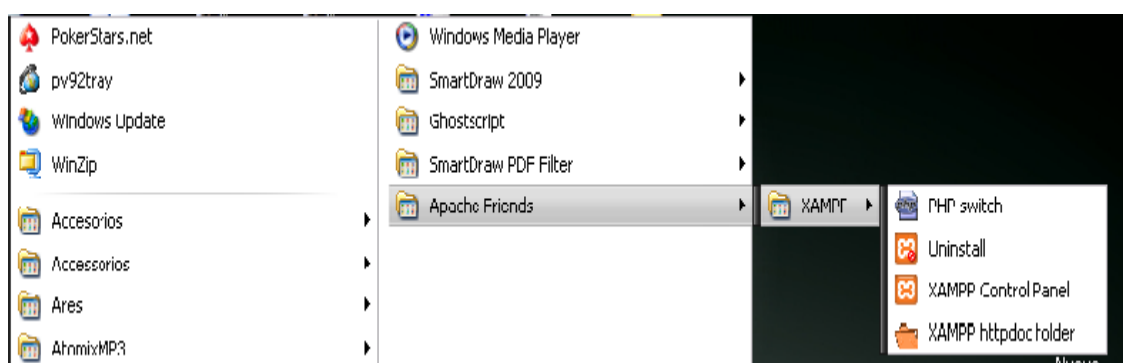 PokerStars.net
pv92tray
Windows Update
WinZip
Accesorios
Accessorios
Ares
AtomixMP3
Windows Media Player
SmartDraw 2009
Ghostscript
SmartDraw PDF Filter
Apache Friends
XAMPP
PHP switch
Uninstall
XAMPP Control Panel
XAMPP httpdoc folder